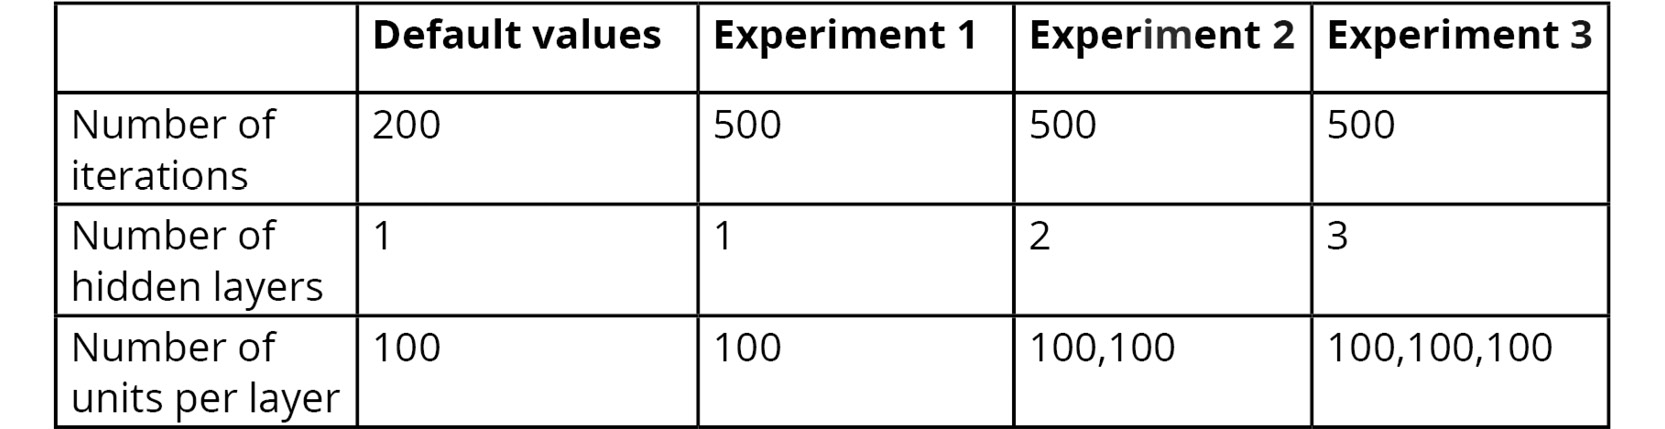 Default values Experiment 1 Experiment 2 Experiment 3
Number of 200 500 500 500
iterations
Number of 1 1 2 3
hidden layers
Number of 100 100 100,100 100,100,100
units per layer